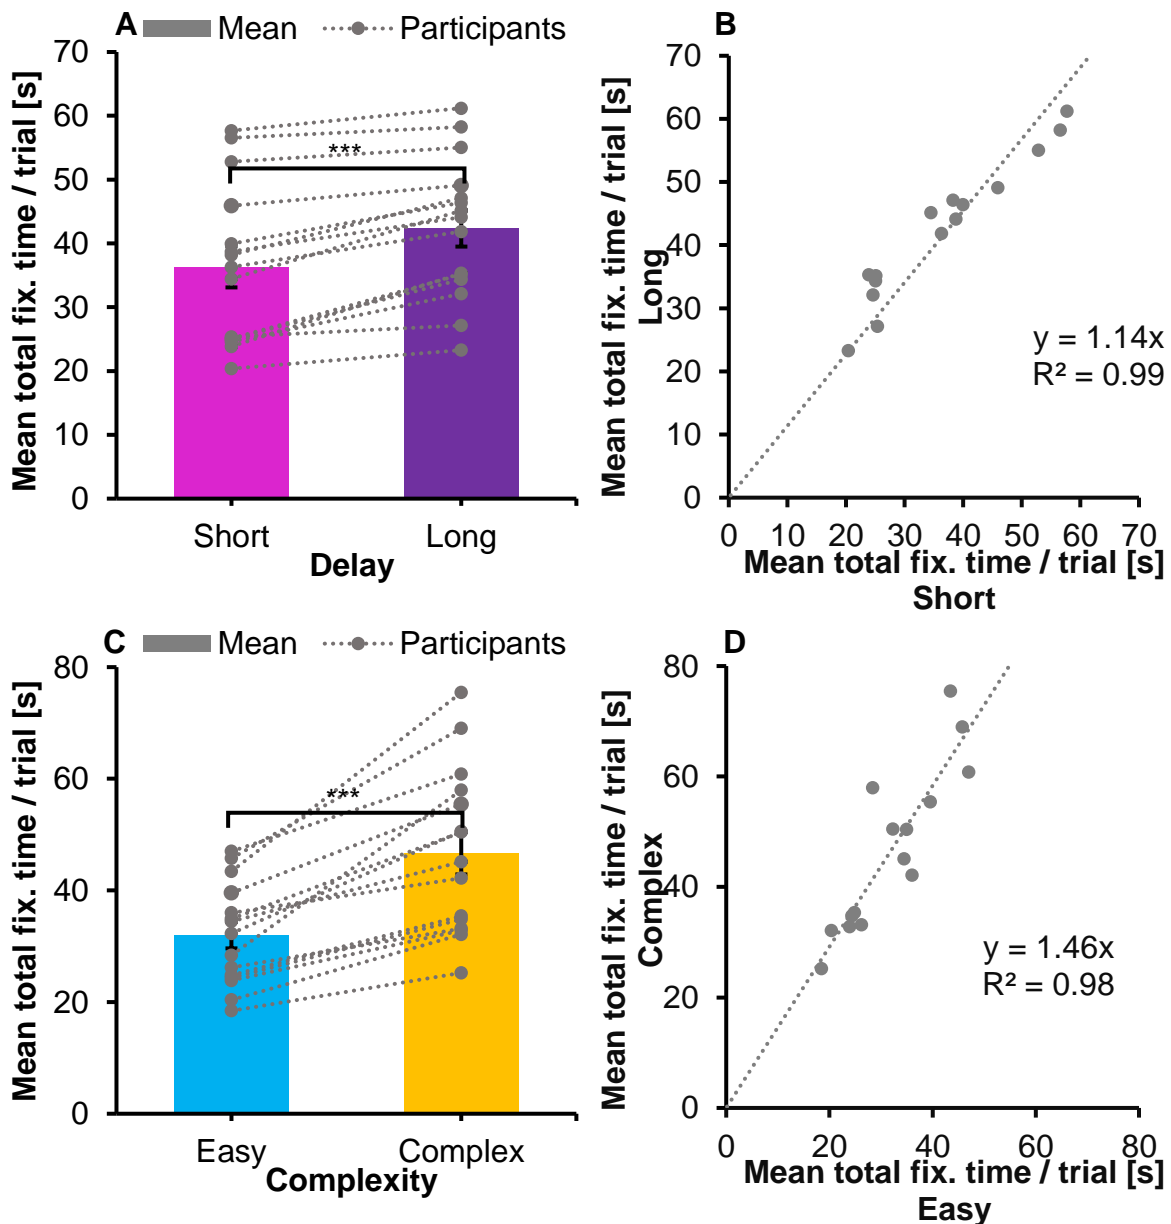 A
Mean
Participants
Mean total fix. time / trial [s]
70
60
50
40
30
20
10
0
***
Short
Long
Delay
B
Mean total fix. time / trial [s]
Long
70
60
50
40
30
20
10
0
y = 1.14x
R² = 0.99
0 10 20 30 40 50 60 70
Mean total fix. time / trial [s]
Short
C
Mean
Participants
Mean total fix. time / trial [s]
80
60
40
20
0
***
Easy
Complex
Complexity
D
Mean total fix. time / trial [s]
Complex
80
60
40
20
0
y = 1.46x
R² = 0.98
0 20 40 60 80
Mean total fix. time / trial [s]
Easy